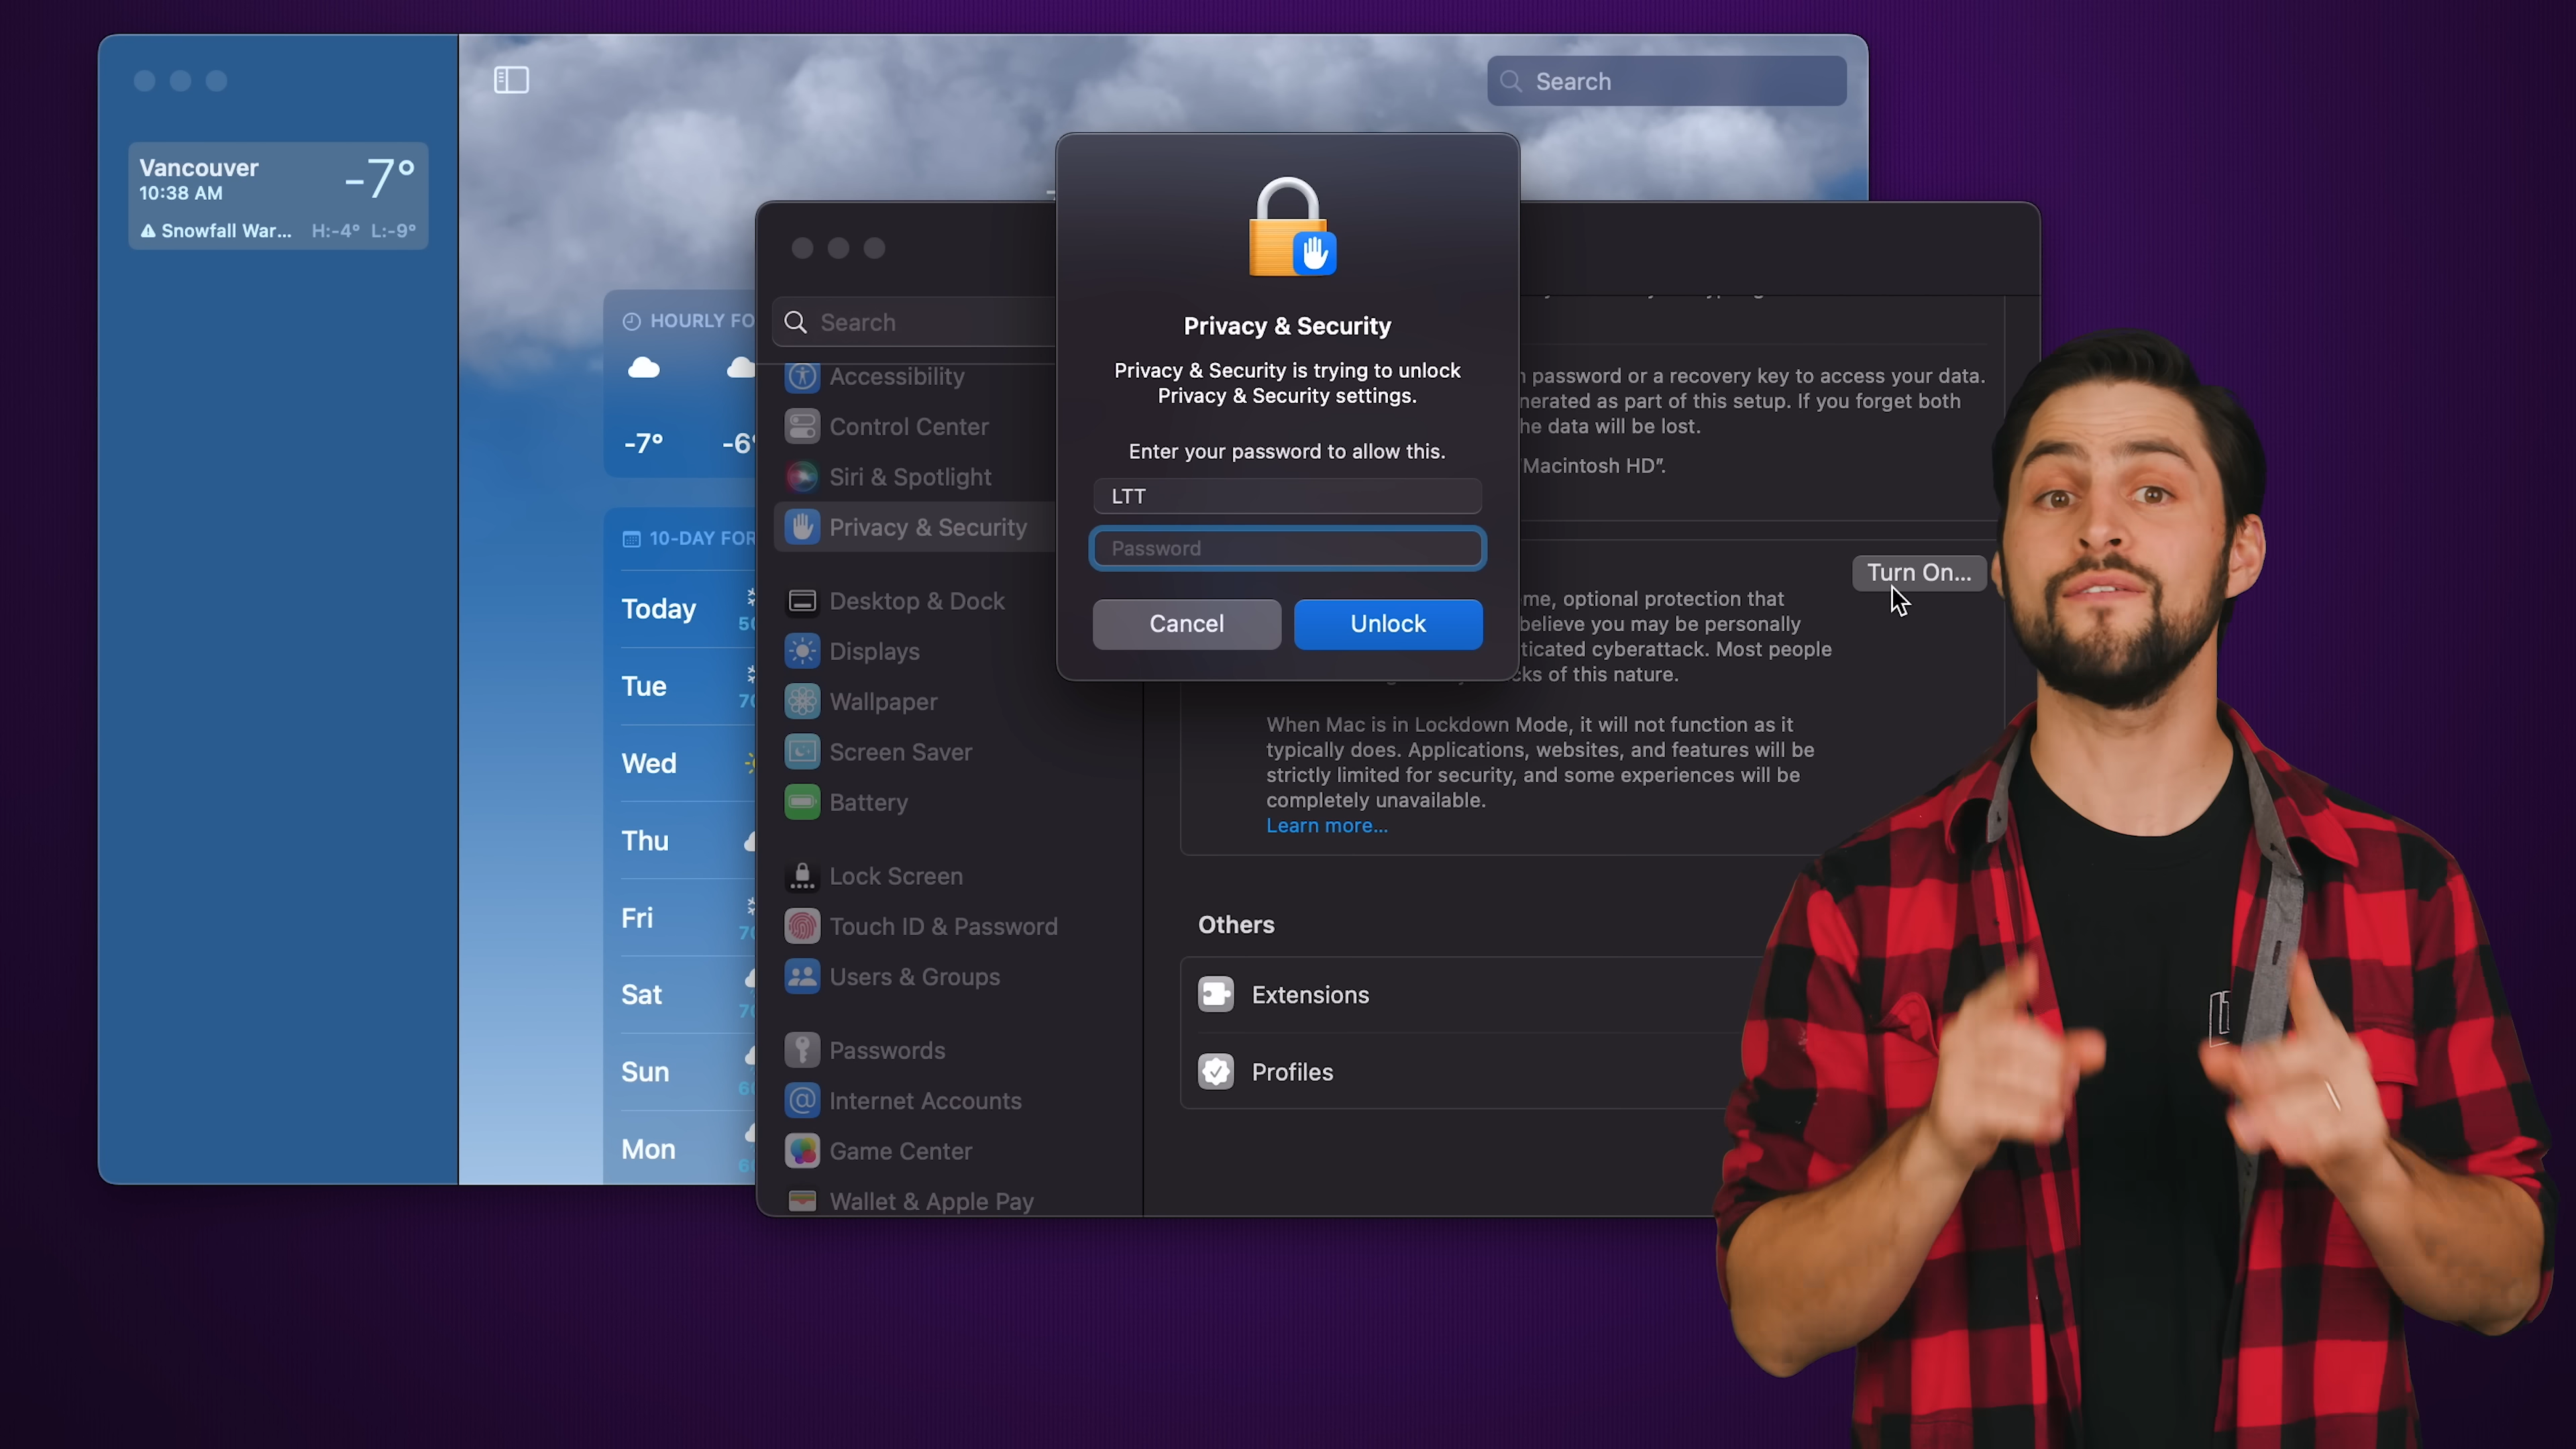 Search
Vancouver
-7°
10:38 AM
Snowfall War...
H:-4° L:-9°
HOURLY FO
-7°
-6°
10-DAY FOR
Today
Tue
Wed
Thu
Fri
Sat
Sun
Mon
Search
Accessibility
Control Center
Siri & Spotlight
Privacy & Security
Desktop & Dock
Displays
Wallpaper
Screen Saver
Battery
Lock Screen
Touch ID & Password
Users & Groups
Passwords
Internet Accounts
Game Center
Wallet & Apple Pay
Privacy & Security
Privacy & Security is trying to unlock
Privacy & Security settings.
Enter your password to allow this.
LTT
Password
Cancel
Unlock
password or a recovery key to access your data.
nerated as part of this setup. If you forget both
he data will be lost.
"Macintosh HD".
Turn On...
me, optional protection that
believe you may be personally
ticated cyberattack. Most people
cks of this nature.
When Mac is in Lockdown Mode, it will not function as it
typically does. Applications, websites, and features will be
strictly limited for security, and some experiences will be
completely unavailable.
Learn more...
Others
Extensions
Profiles